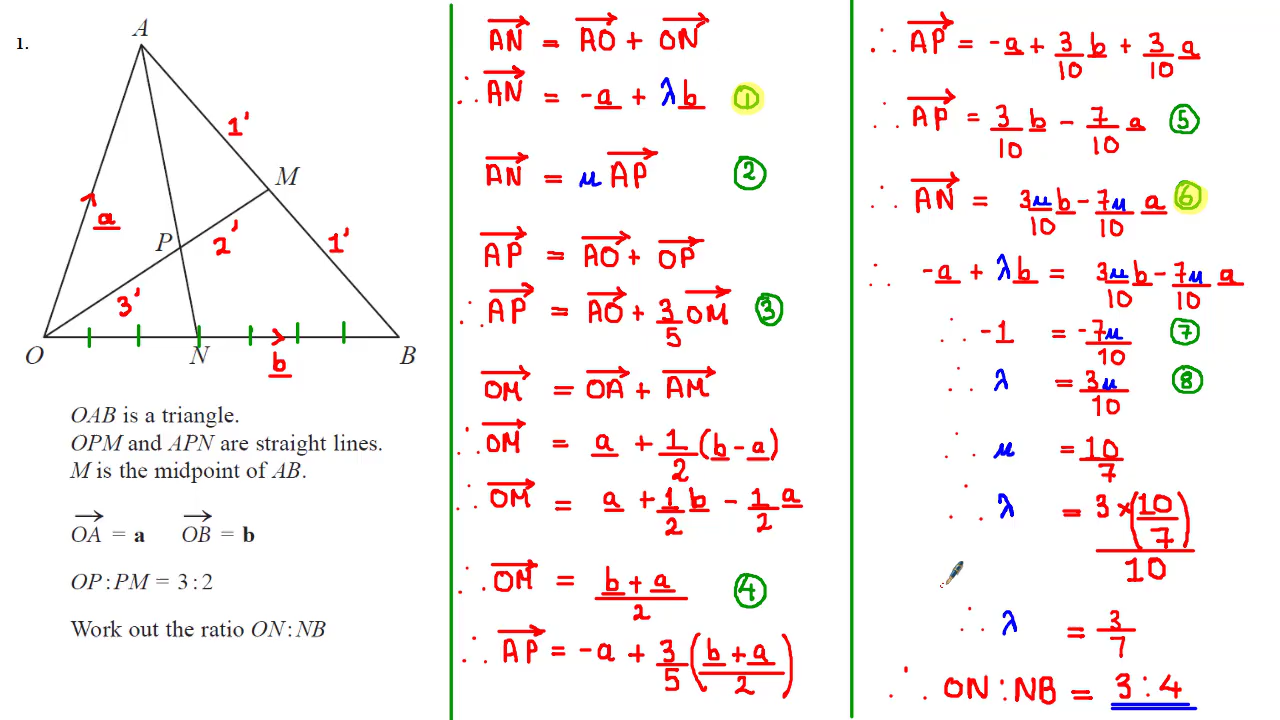 1.
A
1'
M
a
P
2'
1'
3'
O
N
b
B
OAB is a triangle.
OPM and APN are straight lines.
M is the midpoint of AB.
OA→ = a OB→ = b
OP : PM = 3 : 2
Work out the ratio ON : NB
AN→ = AO→ + ON→
∴ AN→ = -a + λb ①
AN→ = μ AP→ ②
AP→ = AO→ + OP→
∴ AP→ = AO→ + 3/5 OM→ ③
OM→ = OA→ + AM→
∴ OM→ = a + 1/2 (b - a)
∴ OM→ = a + 1/2 b - 1/2 a
∴ OM→ = (b + a)/2 ④
∴ AP→ = -a + 3/5 ((b + a)/2)
∴ AP→ = -a + 3/10 b + 3/10 a
∴ AP→ = 3/10 b - 7/10 a ⑤
∴ AN→ = 3μ/10 b - 7μ/10 a ⑥
∴ -a + λb = 3μ/10 b - 7μ/10 a
∴ -1 = -7μ/10 ⑦
∴ λ = 3μ/10 ⑧
∴ μ = 10/7
∴ λ = 3 × (10/7) / 10
∴ λ = 3/7
∴ ON : NB = 3 : 4